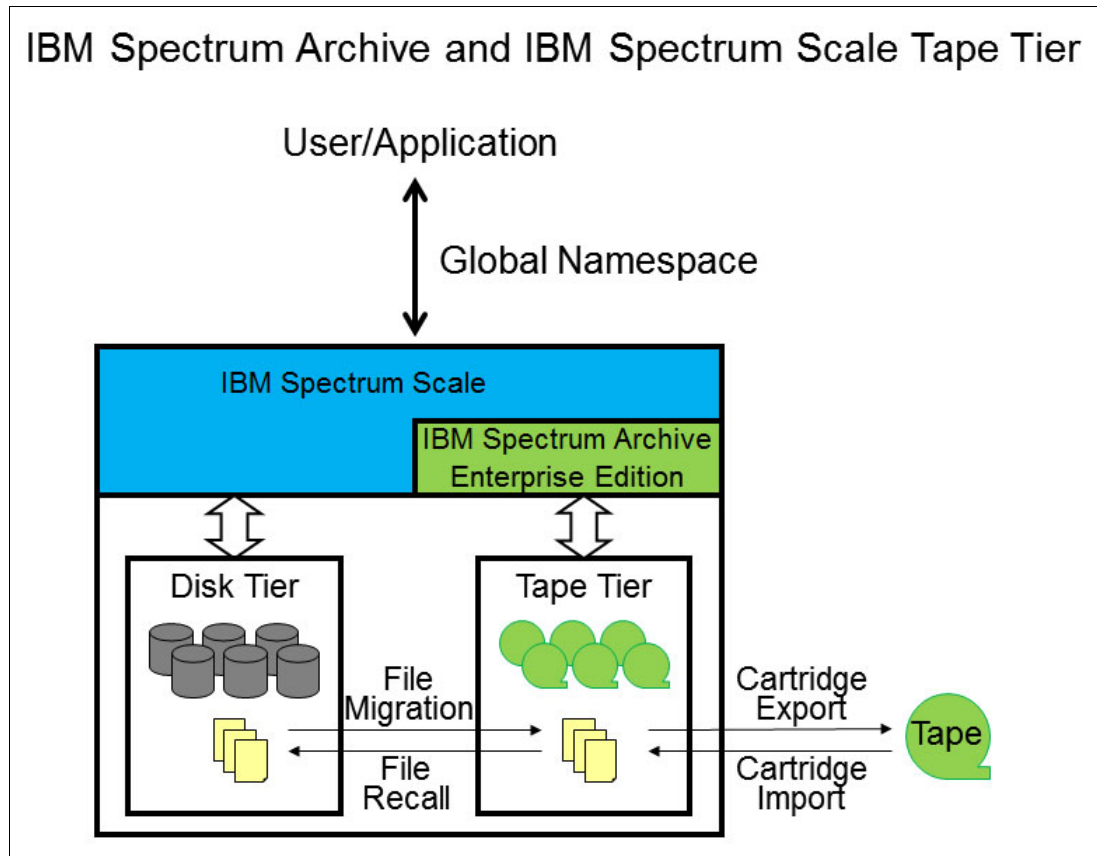 IBM Spectrum Archive and IBM Spectrum Scale Tape Tier
User/Application
Global Namespace
IBM Spectrum Scale
IBM Spectrum Archive
Enterprise Edition
Disk Tier
Tape Tier
File
Migration
File
Recall
Cartridge
Export
Cartridge
Import
Tape